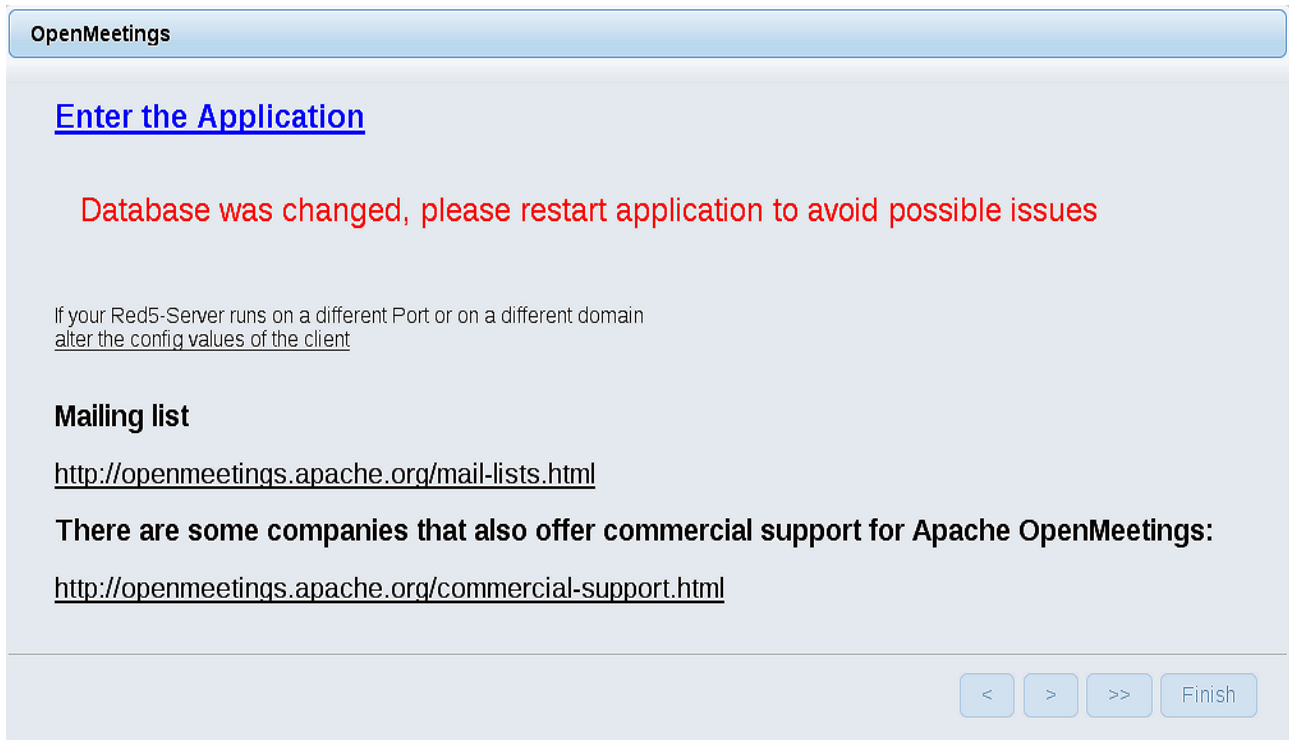 OpenMeetings
Enter the Application
Database was changed, please restart application to avoid possible issues
If your Red5-Server runs on a different Port or on a different domain
alter the config values of the client
Mailing list
http://openmeetings.apache.org/mail-lists.html
There are some companies that also offer commercial support for Apache OpenMeetings:
http://openmeetings.apache.org/commercial-support.html
< > >> Finish